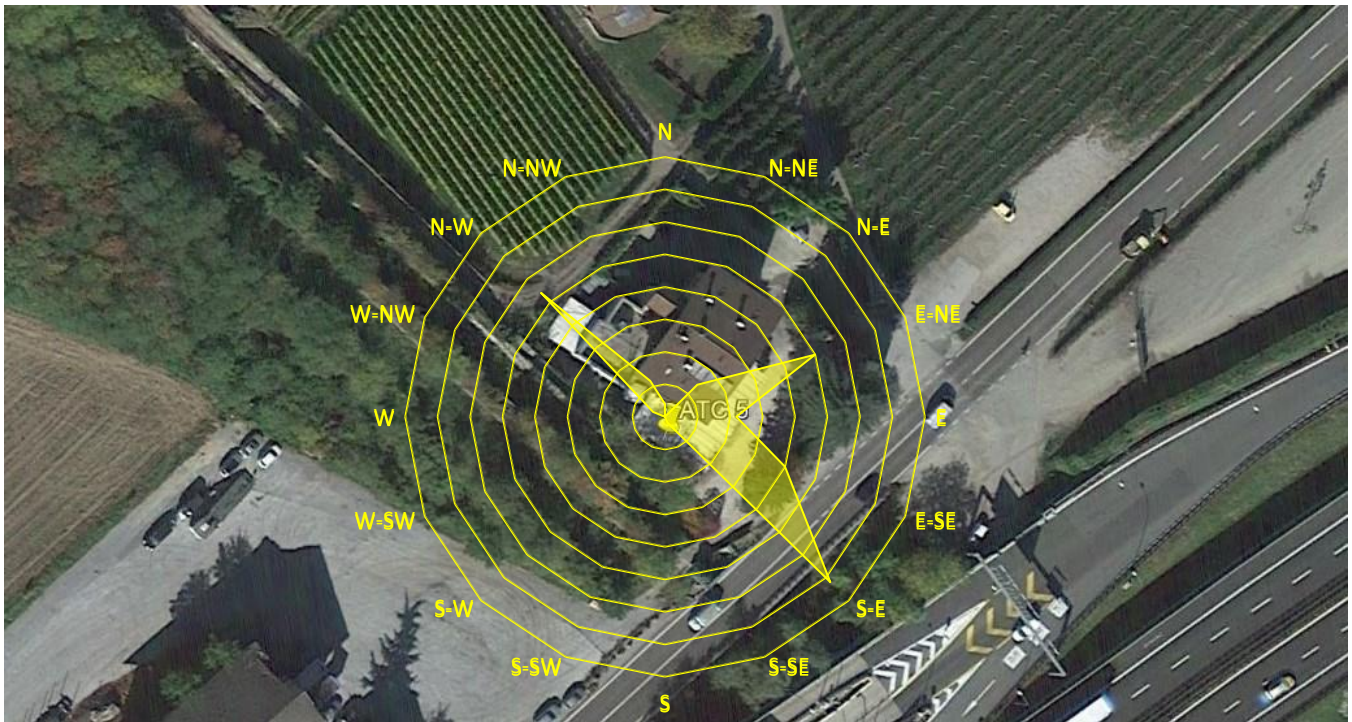 N
N=NW
N=NE
N=W
N=E
W=NW
E=NE
ATC 5
W
E
W=SW
E=SE
S=W
S=E
S=SW
S=SE
S